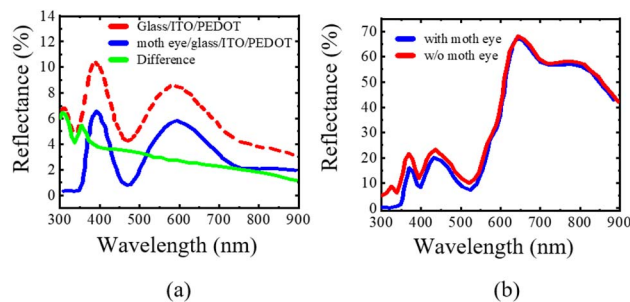 Glass/ITO/PEDOT
moth eye/glass/ITO/PEDOT
Difference
Reflectance (%)
14
12
10
8
6
4
2
0
300 400 500 600 700 800 900
Wavelength (nm)
(a)
(b)
with moth eye
w/o moth eye
Reflectance (%)
70
60
50
40
30
20
10
0
300 400 500 600 700 800 900
Wavelength (nm)
(b)